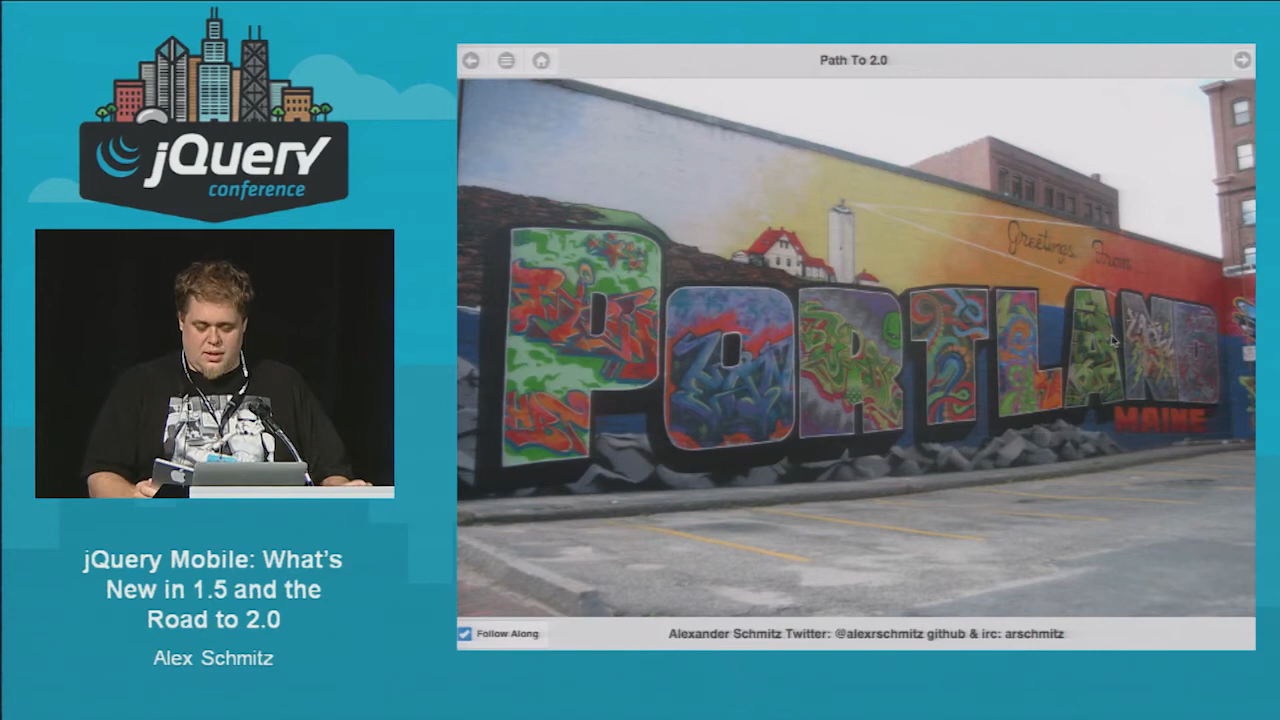 jQuery
conference
jQuery Mobile: What's
New in 1.5 and the
Road to 2.0
Alex Schmitz
Path To 2.0
Greetings From
PORTLAND
MAINE
Follow Along
Alexander Schmitz Twitter: @alexrschmitz github & irc: arschmitz